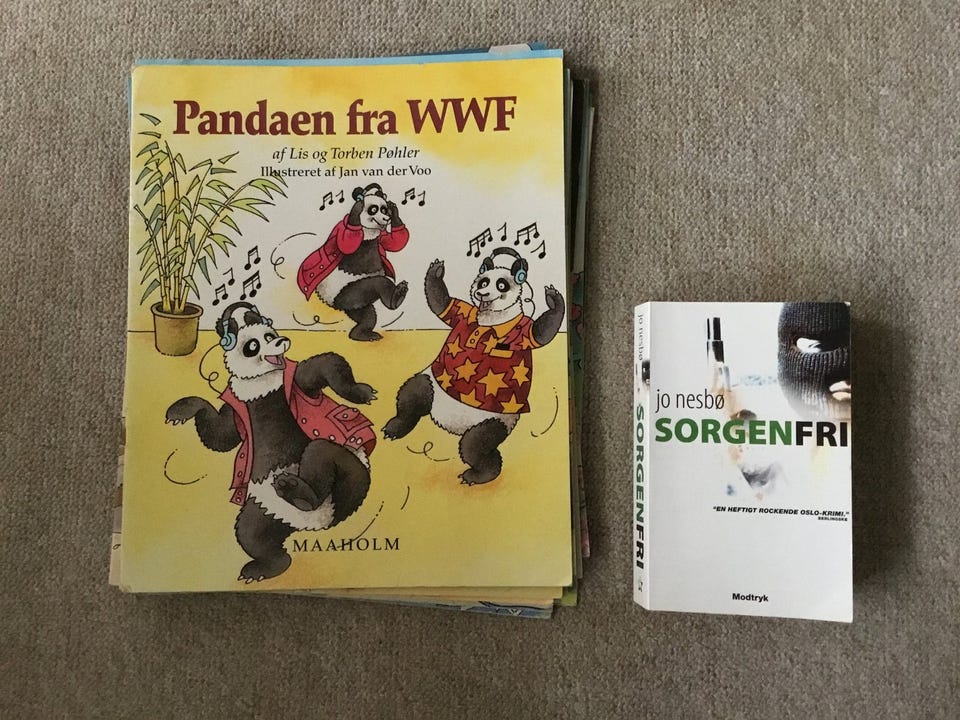 Pandaen fra WWF
af Lis og Torben Pøhler
Illustreret af Jan van der Voo
MAAHOLM
jo nesbø
SORGENFRI
jo nesbø
SORGENFRI
"EN HEFTIGT ROCKENDE OSLO-KRIMI."
BERLINGSKE
Modtryk